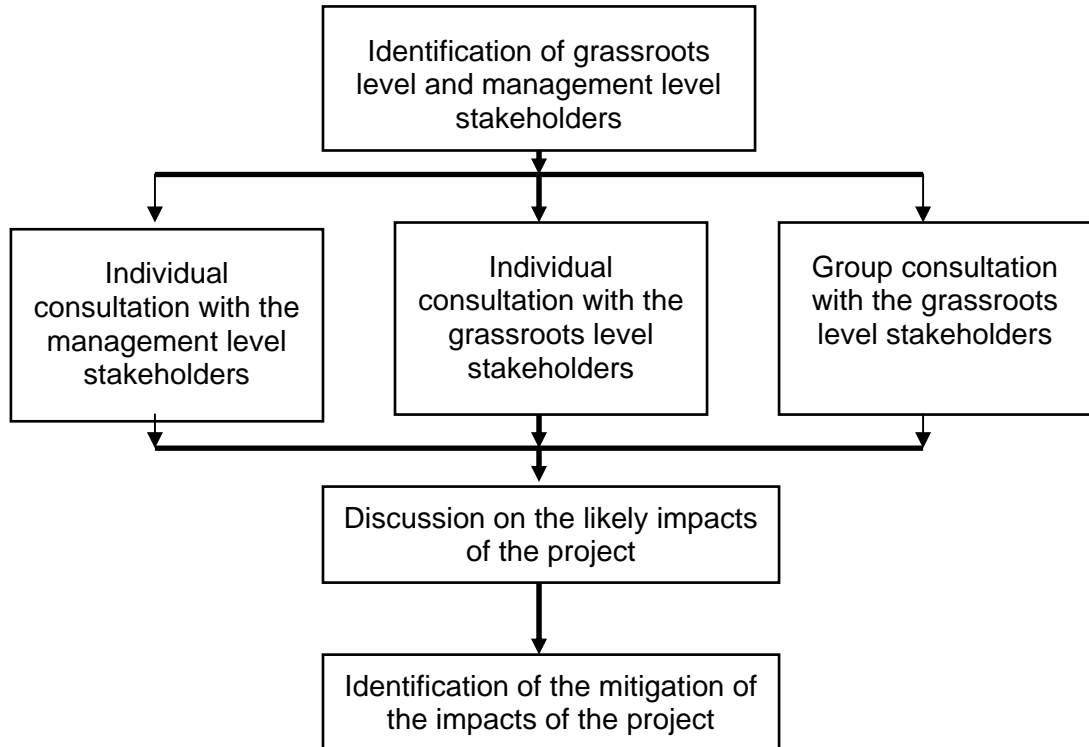 Identification of grassroots
level and management level
stakeholders
Individual
consultation with the
management level
stakeholders
Individual
consultation with the
grassroots level
stakeholders
Group consultation
with the grassroots
level stakeholders
Discussion on the likely impacts
of the project
Identification of the mitigation of
the impacts of the project